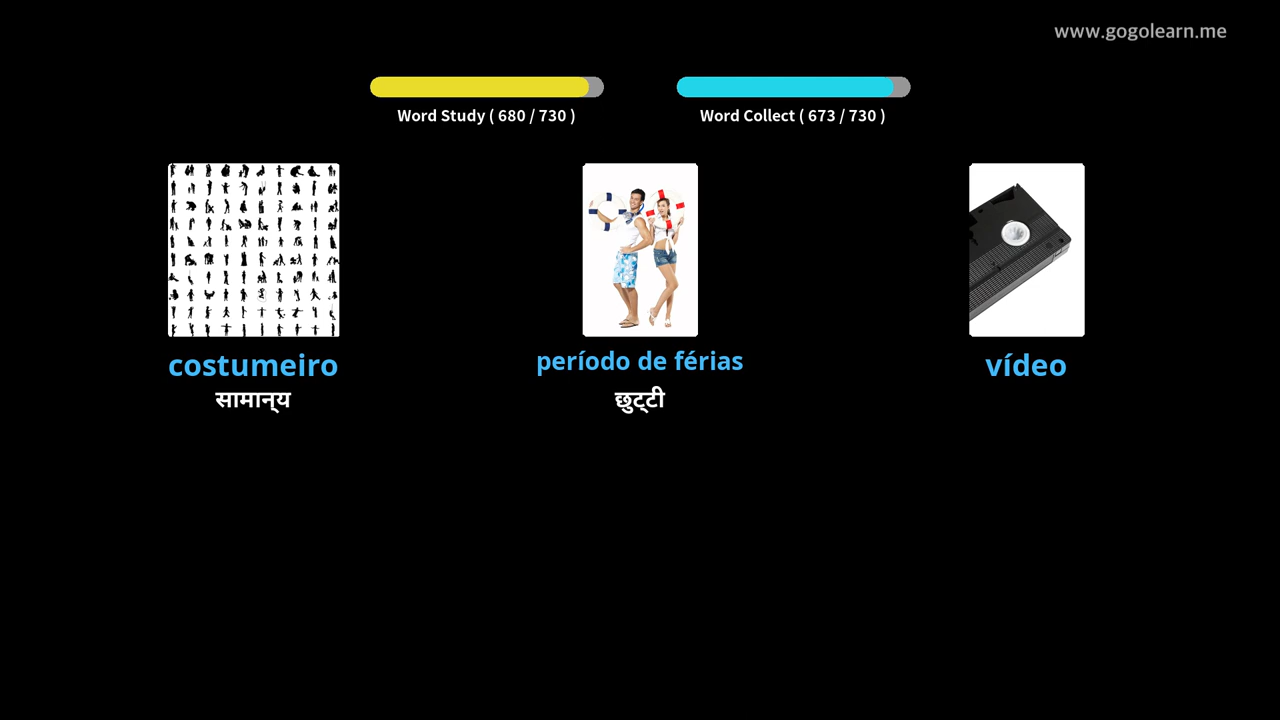 www.gogolearn.me
Word Study ( 680 / 730 )
Word Collect ( 673 / 730 )
costumeiro
सामान्य
período de férias
छुट्टी
vídeo